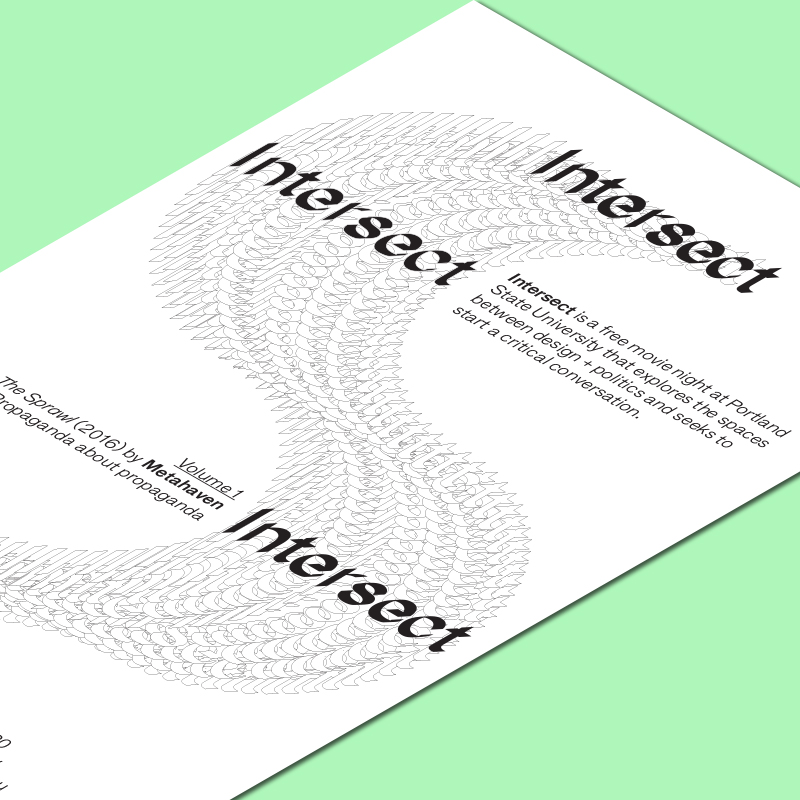 Intersect
Intersect
Intersect is a free movie night at Portland
State University that explores the spaces
between design + politics and seeks to
start a critical conversation.
Volume 1
The Sprawl (2016) by Metahaven
Propaganda about propaganda
Intersect